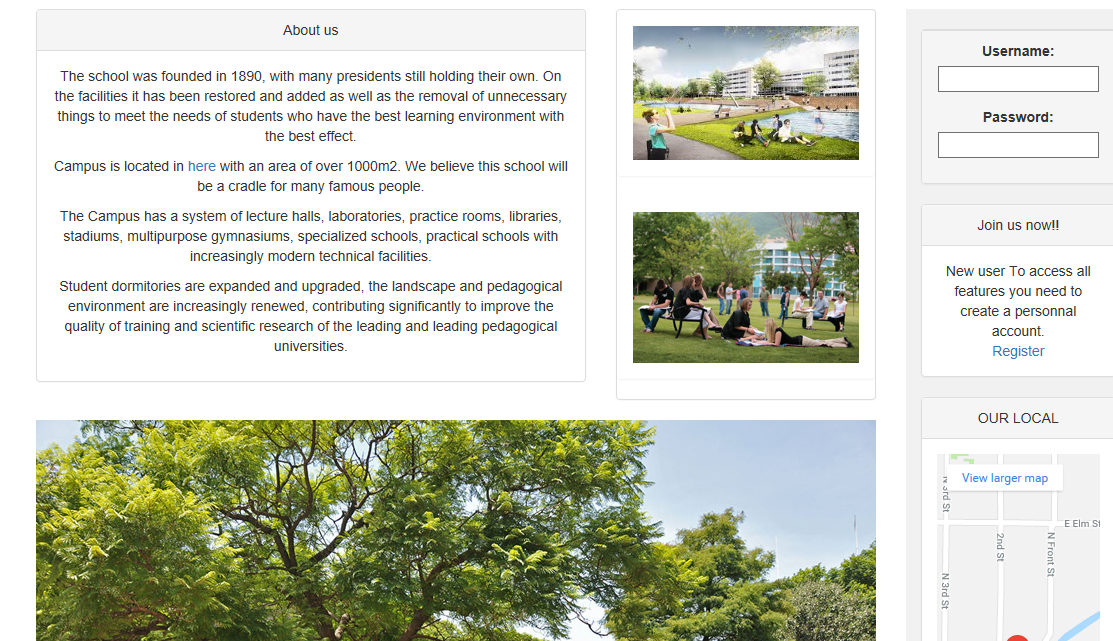 About us
The school was founded in 1890, with many presidents still holding their own. On
the facilities it has been restored and added as well as the removal of unnecessary
things to meet the needs of students who have the best learning environment with
the best effect.
Campus is located in here with an area of over 1000m2. We believe this school will
be a cradle for many famous people.
The Campus has a system of lecture halls, laboratories, practice rooms, libraries,
stadiums, multipurpose gymnasiums, specialized schools, practical schools with
increasingly modern technical facilities.
Student dormitories are expanded and upgraded, the landscape and pedagogical
environment are increasingly renewed, contributing significantly to improve the
quality of training and scientific research of the leading and leading pedagogical
universities.
Username:
Password:
Join us now!!
New user To access all
features you need to
create a personnal
account.
Register
OUR LOCAL
View larger map
N 3rd St
E Elm St
2nd St
N Front St
N 3rd St